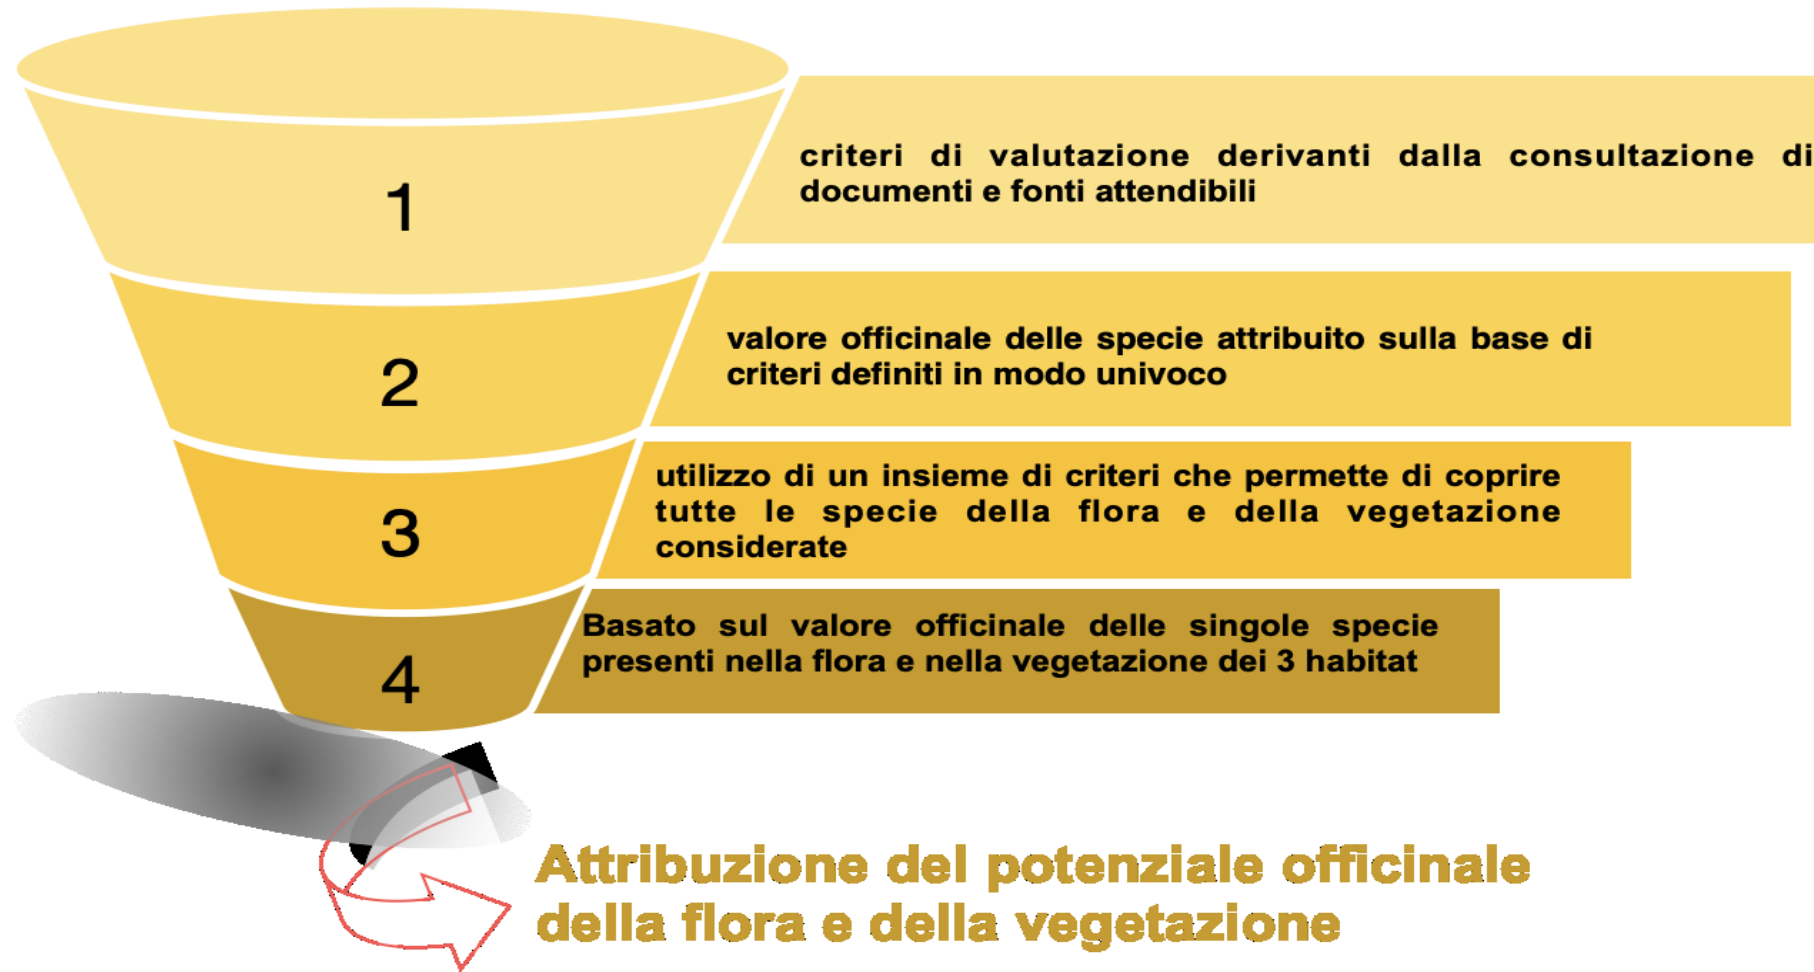 1
criteri di valutazione derivanti dalla consultazione di
documenti e fonti attendibili
2
valore officinale delle specie attribuito sulla base di
criteri definiti in modo univoco
3
utilizzo di un insieme di criteri che permette di coprire
tutte le specie della flora e della vegetazione
considerate
4
Basato sul valore officinale delle singole specie
presenti nella flora e nella vegetazione dei 3 habitat
Attribuzione del potenziale officinale
della flora e della vegetazione